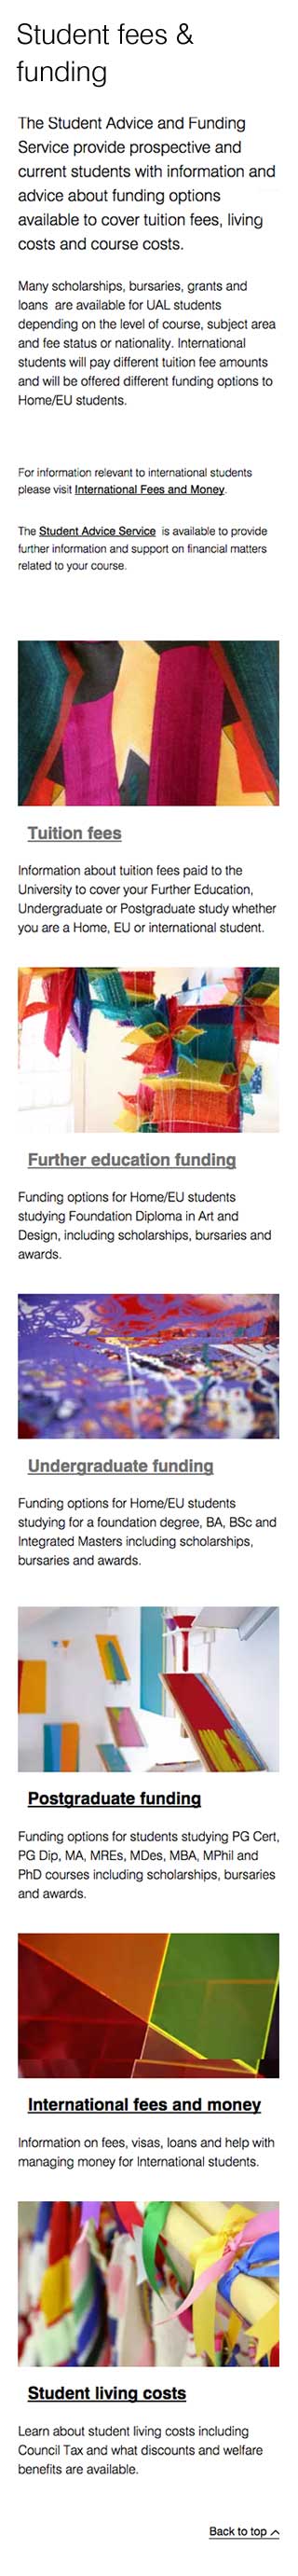 Student fees &
funding
The Student Advice and Funding
Service provide prospective and
current students with information and
advice about funding options
available to cover tuition fees, living
costs and course costs.
Many scholarships, bursaries, grants and
loans are available for UAL students
depending on the level of course, subject area
and fee status or nationality. International
students will pay different tuition fee amounts
and will be offered different funding options to
Home/EU students.
For information relevant to international students
please visit International Fees and Money.
The Student Advice Service is available to provide
further information and support on financial matters
related to your course.
Tuition fees
Information about tuition fees paid to the
University to cover your Further Education,
Undergraduate or Postgraduate study whether
you are a Home, EU or international student.
Further education funding
Funding options for Home/EU students
studying Foundation Diploma in Art and
Design, including scholarships, bursaries and
awards.
Undergraduate funding
Funding options for Home/EU students
studying for a foundation degree, BA, BSc and
Integrated Masters including scholarships,
bursaries and awards.
Postgraduate funding
Funding options for students studying PG Cert,
PG Dip, MA, MREs, MDes, MBA, MPhil and
PhD courses including scholarships, bursaries
and awards.
International fees and money
Information on fees, visas, loans and help with
managing money for International students.
Student living costs
Learn about student living costs including
Council Tax and what discounts and welfare
benefits are available.
Back to top